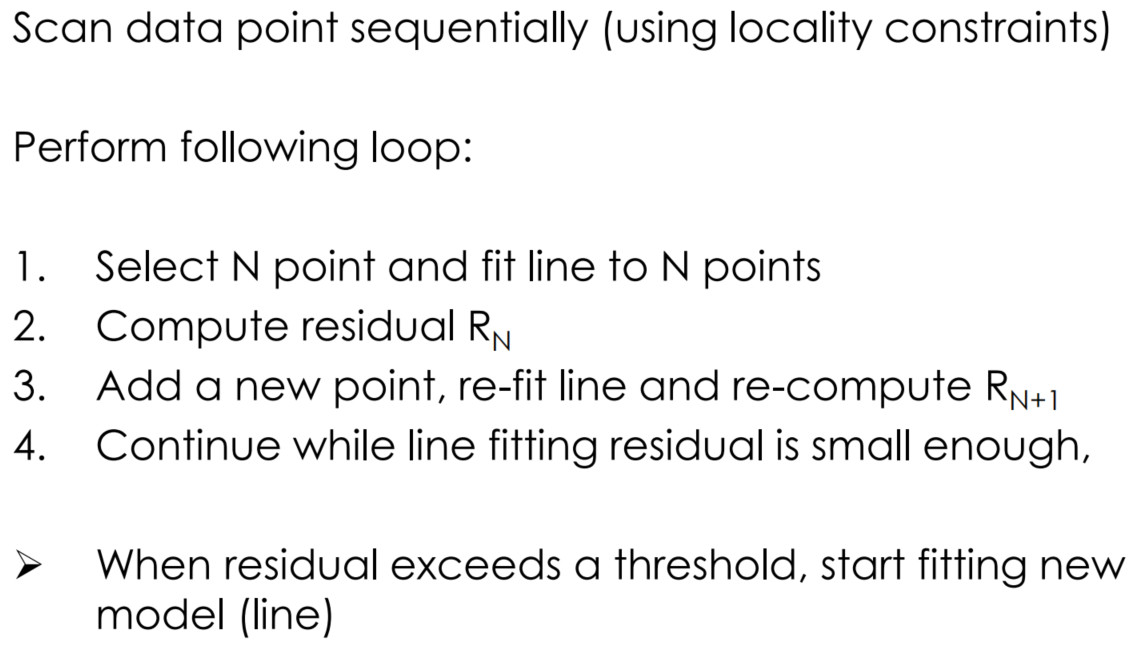 Scan data point sequentially (using locality constraints)
Perform following loop:
1. Select N point and fit line to N points
2. Compute residual R_N
3. Add a new point, re-fit line and re-compute R_N+1
4. Continue while line fitting residual is small enough,
➢ When residual exceeds a threshold, start fitting new
model (line)